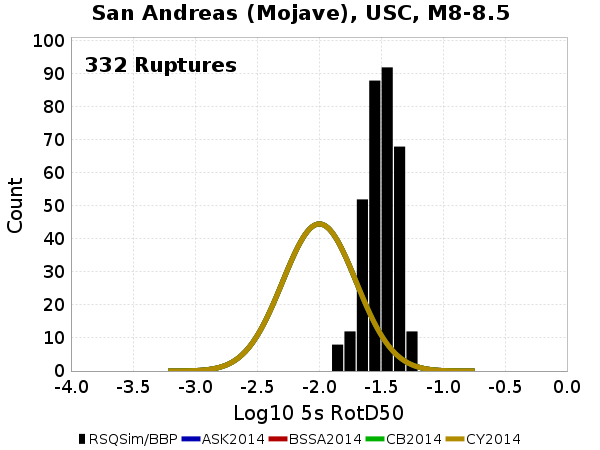 San Andreas (Mojave), USC, M8-8.5
332 Ruptures
Count
100
90
80
70
60
50
40
30
20
10
0
-4.0 -3.5 -3.0 -2.5 -2.0 -1.5 -1.0 -0.5 0.0
Log10 5s RotD50
RSQSim/BBP ASK2014 BSSA2014 CB2014 CY2014